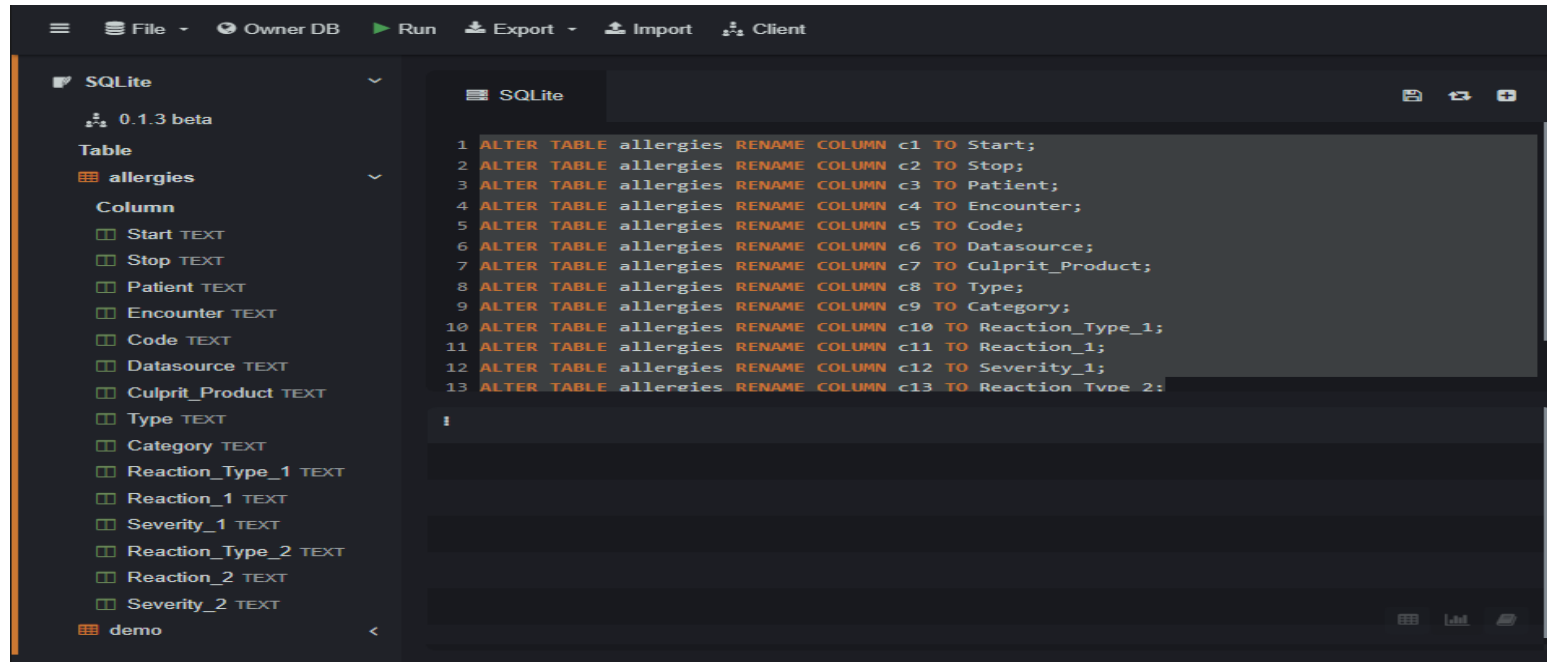 File Owner DB Run Export Import Client
SQLite
0.1.3 beta
Table
allergies
Column
Start TEXT
Stop TEXT
Patient TEXT
Encounter TEXT
Code TEXT
Datasource TEXT
Culprit_Product TEXT
Type TEXT
Category TEXT
Reaction_Type_1 TEXT
Reaction_1 TEXT
Severity_1 TEXT
Reaction_Type_2 TEXT
Reaction_2 TEXT
Severity_2 TEXT
demo
SQLite
1 ALTER TABLE allergies RENAME COLUMN c1 TO Start;
2 ALTER TABLE allergies RENAME COLUMN c2 TO Stop;
3 ALTER TABLE allergies RENAME COLUMN c3 TO Patient;
4 ALTER TABLE allergies RENAME COLUMN c4 TO Encounter;
5 ALTER TABLE allergies RENAME COLUMN c5 TO Code;
6 ALTER TABLE allergies RENAME COLUMN c6 TO Datasource;
7 ALTER TABLE allergies RENAME COLUMN c7 TO Culprit_Product;
8 ALTER TABLE allergies RENAME COLUMN c8 TO Type;
9 ALTER TABLE allergies RENAME COLUMN c9 TO Category;
10 ALTER TABLE allergies RENAME COLUMN c10 TO Reaction_Type_1;
11 ALTER TABLE allergies RENAME COLUMN c11 TO Reaction_1;
12 ALTER TABLE allergies RENAME COLUMN c12 TO Severity_1;
13 ALTER TABLE allergies RENAME COLUMN c13 TO Reaction_Type_2;